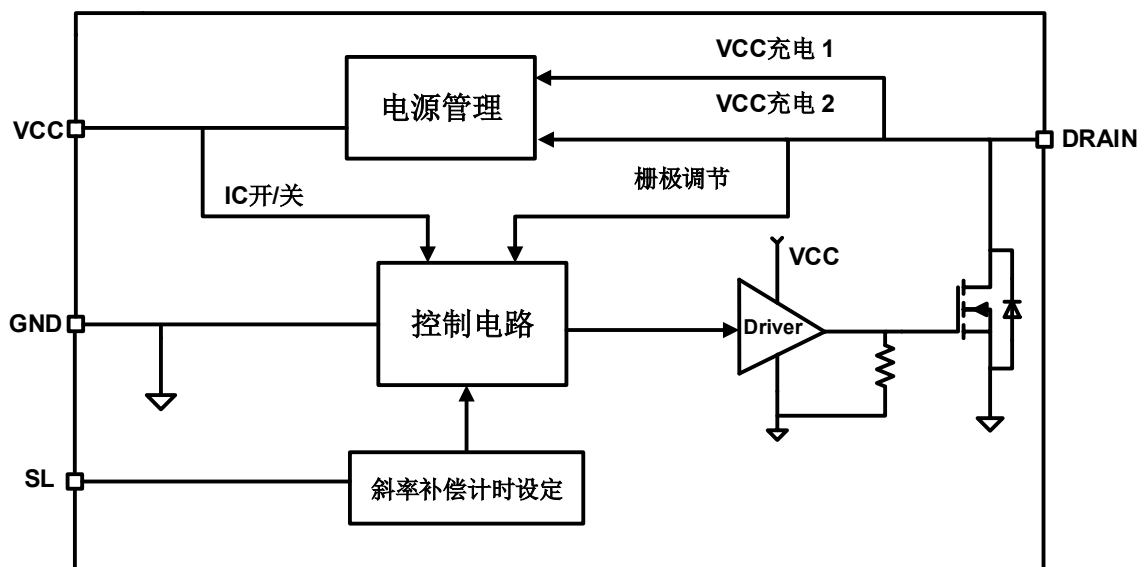 VCC充电 1
电源管理
VCC充电 2
VCC
DRAIN
栅极调节
IC开/关
VCC
GND
控制电路
Driver
SL
斜率补偿计时设定